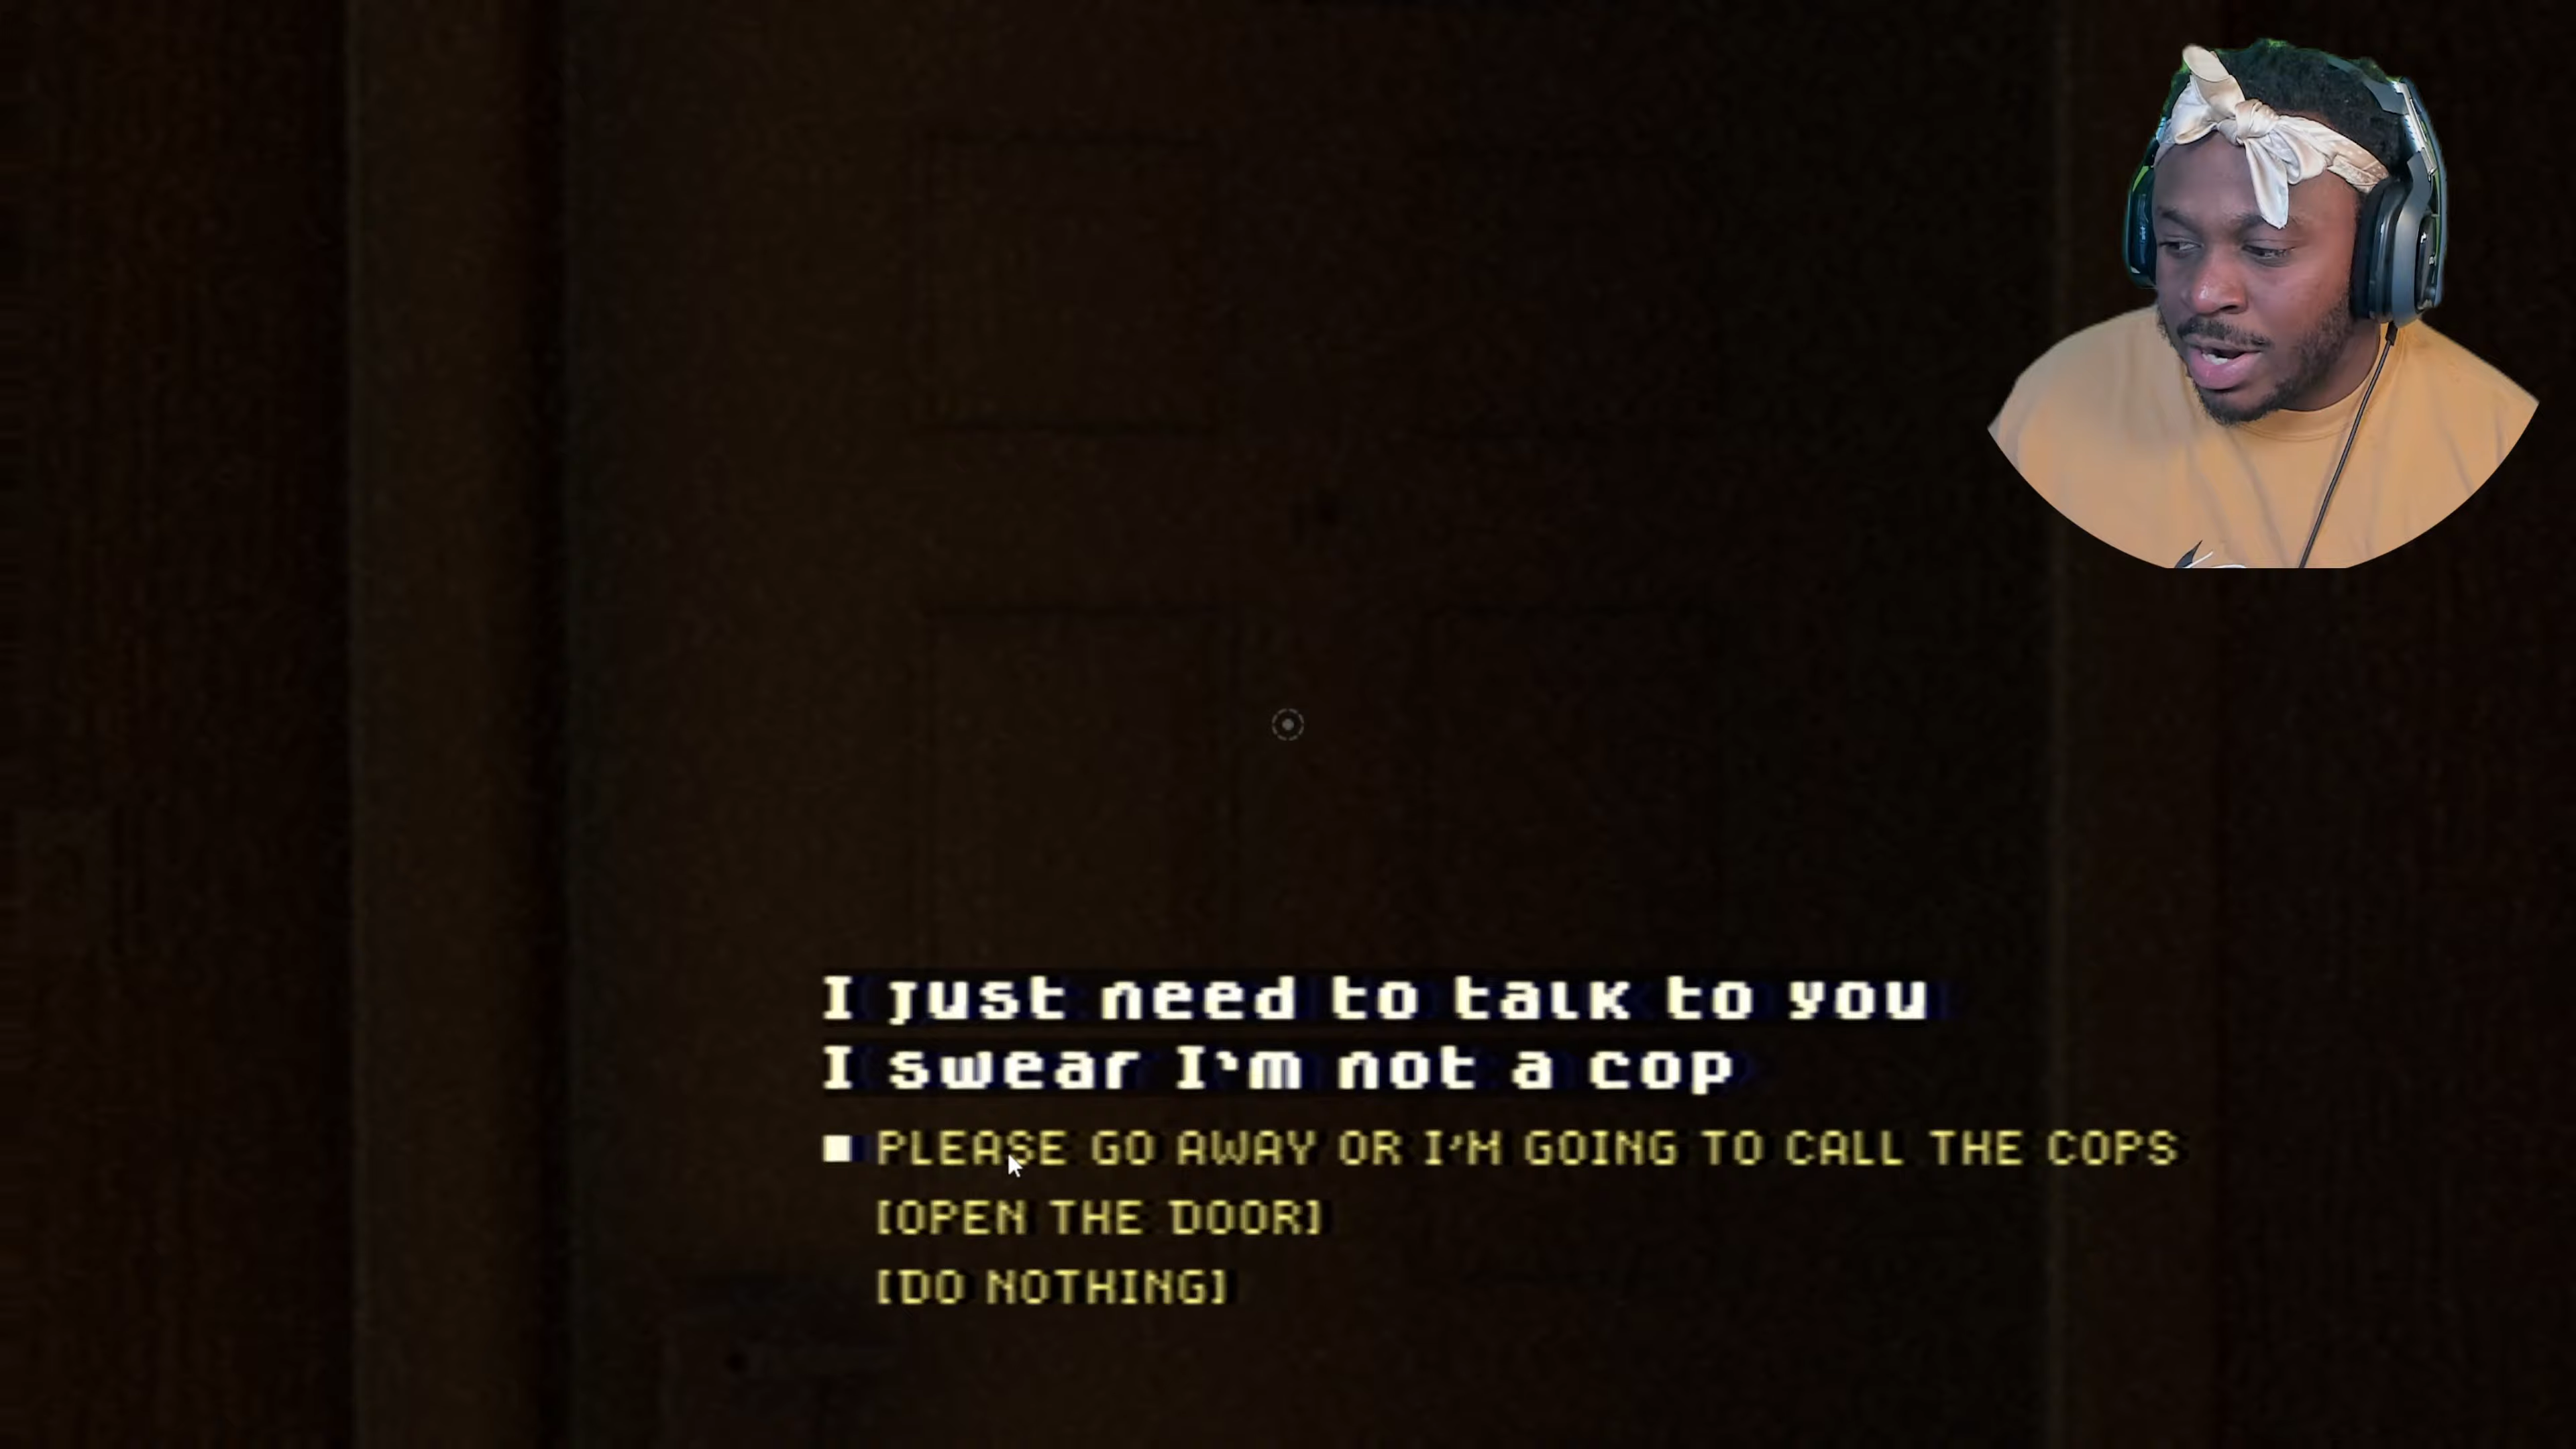 I just need to talk to you
I swear I'm not a cop
PLEASE GO AWAY OR I'M GOING TO CALL THE COPS
[OPEN THE DOOR]
[DO NOTHING]